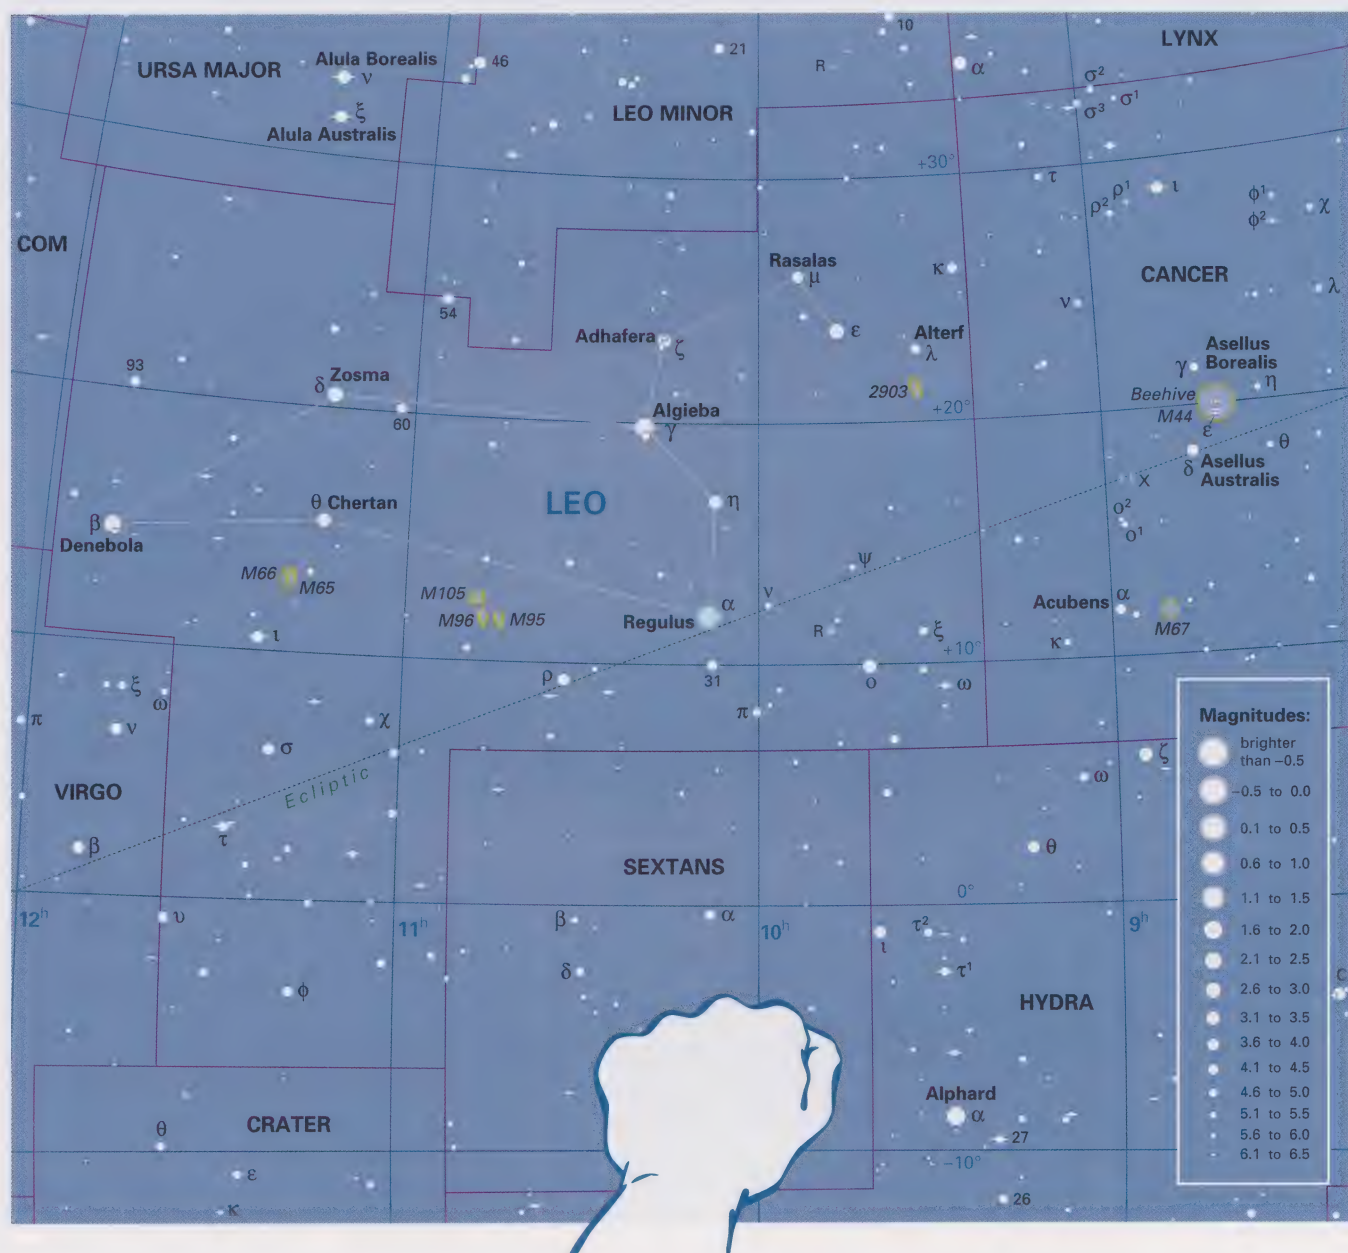 10
LYNX
Alula Borealis
46
21
URSA MAJOR
ν
R
α
σ²
σ³ σ¹
ξ
LEO MINOR
Alula Australis
+30°
τ
ρ¹ ι
ρ²
φ¹
χ
φ²
COM
Rasalas
μ
κ
CANCER
λ
ν
54
Adhafera
ζ
ε
Alterf
λ
Asellus
Borealis
γ
η
93
δ Zosma
2903
Beehive
M44
60
Algieba
γ
+20°
ε
θ
δ Asellus
Australis
X
θ Chertan
LEO
η
ο²
ο¹
β
Denebola
ψ
M66
M65
M105
M96 M95
Regulus
α
ν
Acubens α
M67
ι
R
ξ
+10°
κ
ρ
31
ο
ω
ξ
ω
π
ν
χ
π
σ
Magnitudes:
brighter
than −0.5
−0.5 to 0.0
0.1 to 0.5
0.6 to 1.0
1.1 to 1.5
1.6 to 2.0
2.1 to 2.5
2.6 to 3.0
3.1 to 3.5
3.6 to 4.0
4.1 to 4.5
4.6 to 5.0
5.1 to 5.5
5.6 to 6.0
6.1 to 6.5
ζ
ω
Ecliptic
VIRGO
τ
β
θ
SEXTANS
0°
12h
υ
11h
β
α
10h
ι
τ²
9h
δ
τ¹
C
φ
HYDRA
Alphard
α
θ
CRATER
27
−10°
ε
κ
26